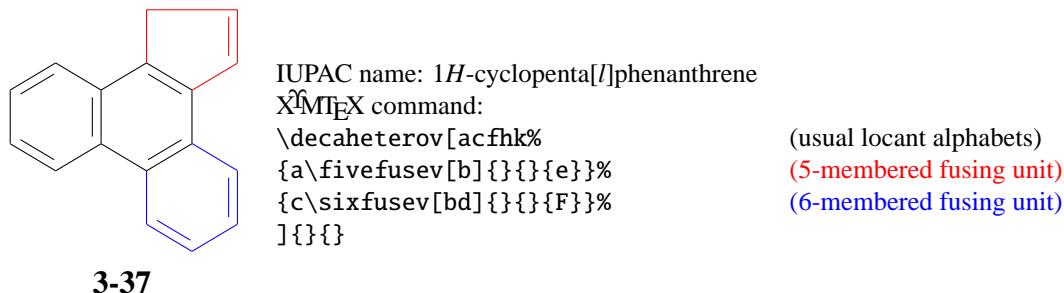 IUPAC name: 1H-cyclopenta[l]phenanthrene
XΥMTEX command:
\decaheterov[acfhk% (usual locant alphabets)
{a\fivefusev[b]{}{}{e}}% (5-membered fusing unit)
{c\sixfusev[bd]{}{}{F}}% (6-membered fusing unit)
]{}{}
3-37